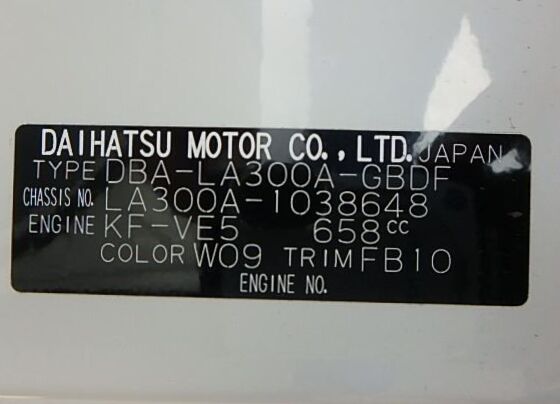 DAIHATSU MOTOR CO., LTD. JAPAN
TYPE DBA-LA300A-GBDF
CHASSIS NO. LA300A-1038648
ENGINE KF-VE5 658cc
COLOR W09 TRIM FB10
ENGINE NO.